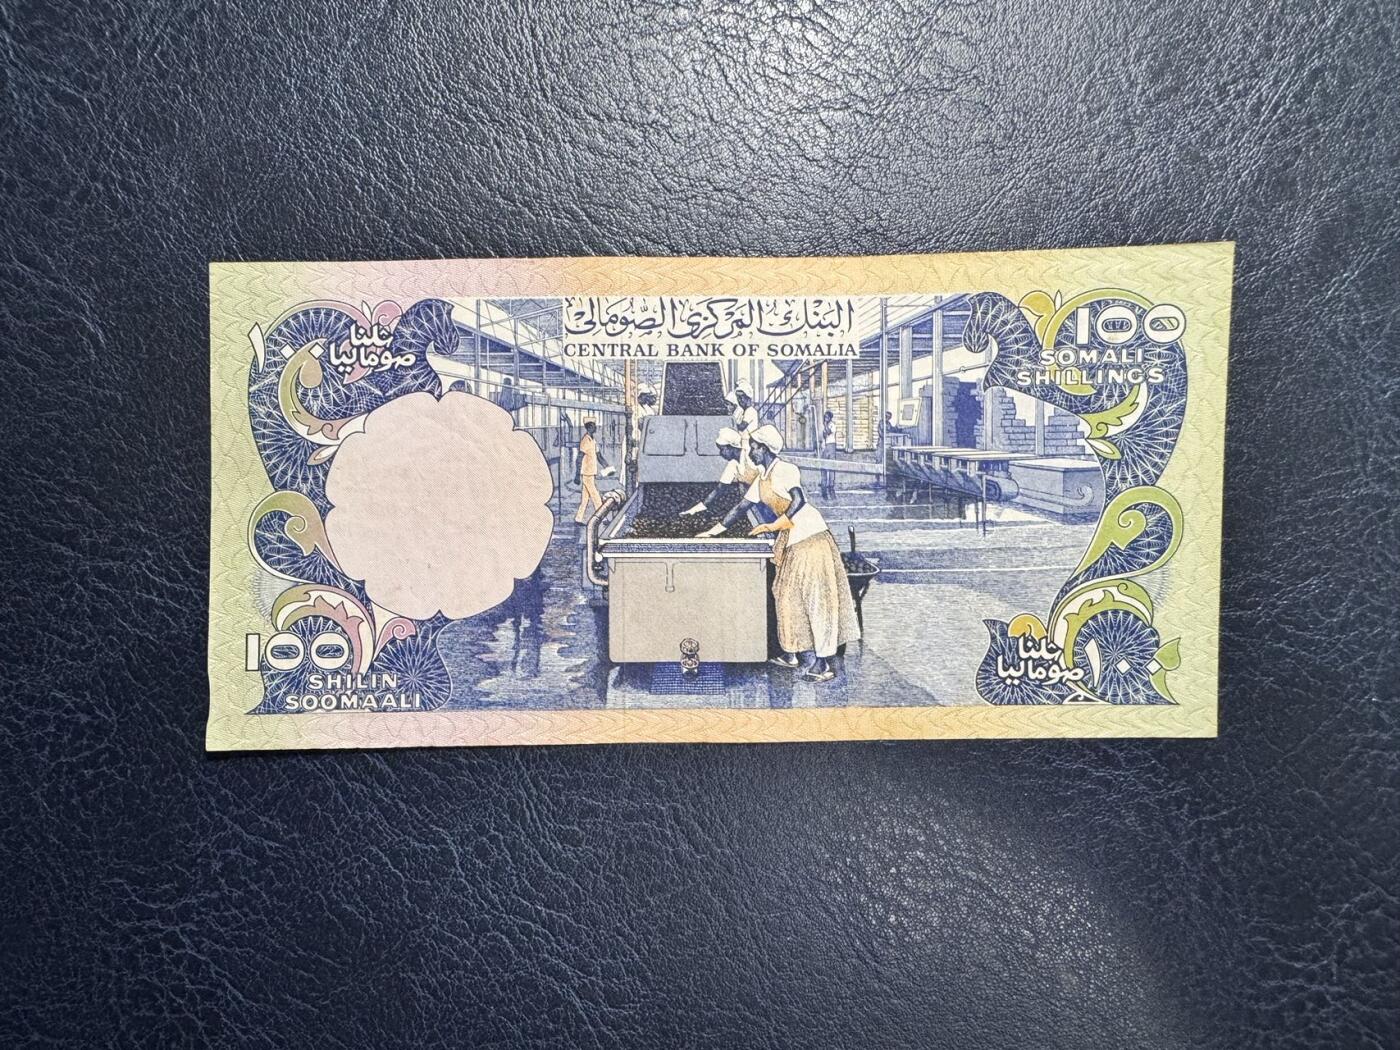 البنك المركزي الصومالي
CENTRAL BANK OF SOMALIA
١٠٠
شلنا
صوماليا
100
SOMALI
SHILLINGS
100
SHILIN
SOOMAALI
شلنا
صوماليا
١٠٠